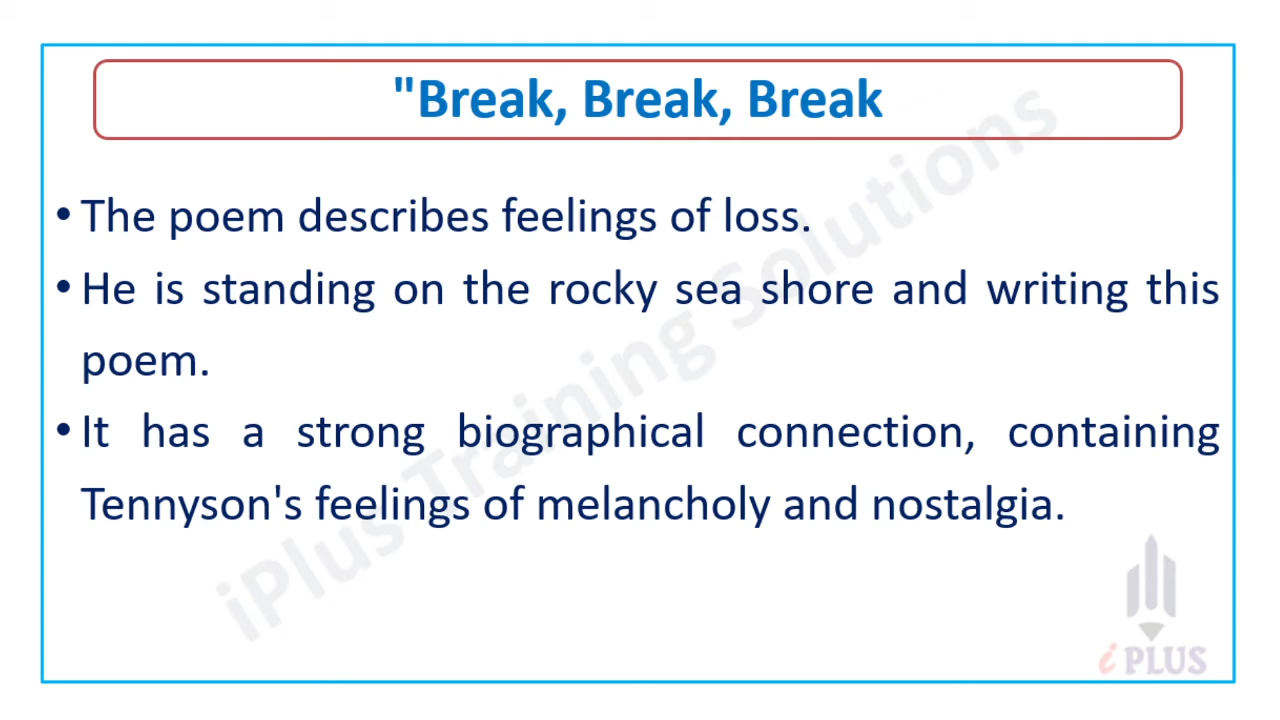 "Break, Break, Break
• The poem describes feelings of loss.
• He is standing on the rocky sea shore and writing this
poem.
• It has a strong biographical connection, containing
Tennyson's feelings of melancholy and nostalgia.
iPlus Training Solutions
i PLUS